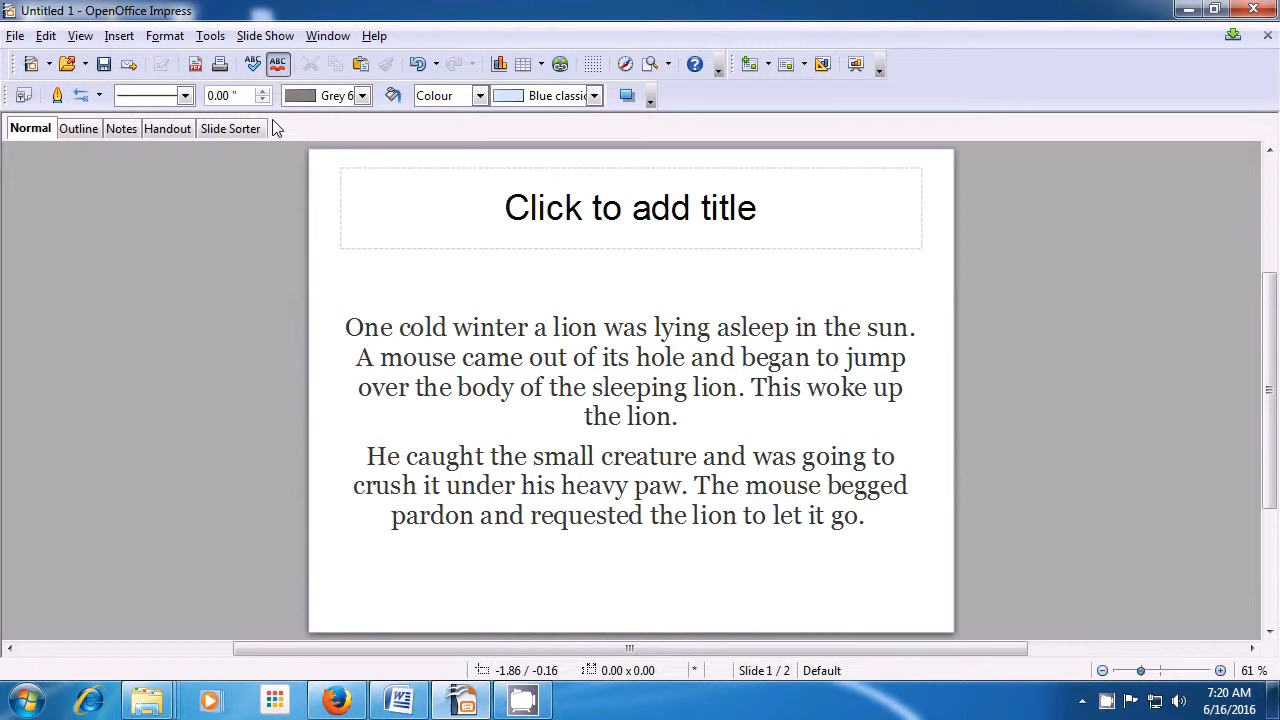 Untitled 1 - OpenOffice Impress
File Edit View Insert Format Tools Slide Show Window Help
ABC ABC
0.00 " Grey 6 Colour Blue classic
Normal Outline Notes Handout Slide Sorter
Click to add title
One cold winter a lion was lying asleep in the sun.
A mouse came out of its hole and began to jump
over the body of the sleeping lion. This woke up
the lion.
He caught the small creature and was going to
crush it under his heavy paw. The mouse begged
pardon and requested the lion to let it go.
-1.86 / -0.16 0.00 x 0.00 * Slide 1 / 2 Default 61 %
7:20 AM
6/16/2016